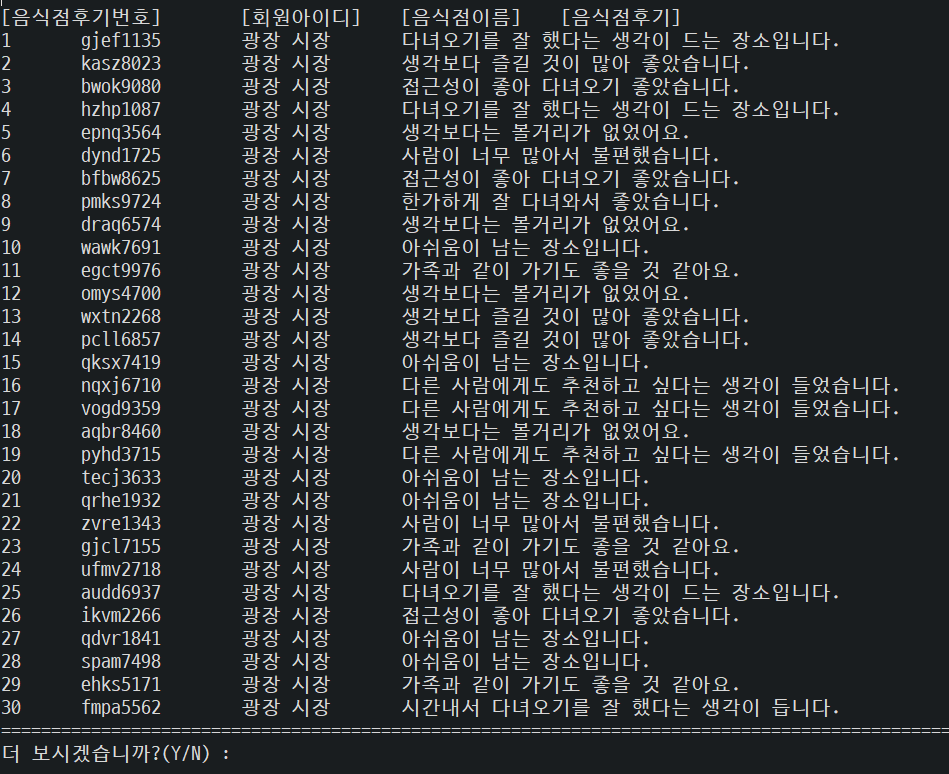 [음식점후기번호] [회원아이디] [음식점이름] [음식점후기]
1 gjef1135 광장 시장 다녀오기를 잘 했다는 생각이 드는 장소입니다.
2 kasz8023 광장 시장 생각보다 즐길 것이 많아 좋았습니다.
3 bwok9080 광장 시장 접근성이 좋아 다녀오기 좋았습니다.
4 hzhp1087 광장 시장 다녀오기를 잘 했다는 생각이 드는 장소입니다.
5 epnq3564 광장 시장 생각보다는 볼거리가 없었어요.
6 dynd1725 광장 시장 사람이 너무 많아서 불편했습니다.
7 bfbw8625 광장 시장 접근성이 좋아 다녀오기 좋았습니다.
8 pmks9724 광장 시장 한가하게 잘 다녀와서 좋았습니다.
9 draq6574 광장 시장 생각보다는 볼거리가 없었어요.
10 wawk7691 광장 시장 아쉬움이 남는 장소입니다.
11 egct9976 광장 시장 가족과 같이 가기도 좋을 것 같아요.
12 omys4700 광장 시장 생각보다는 볼거리가 없었어요.
13 wxtn2268 광장 시장 생각보다 즐길 것이 많아 좋았습니다.
14 pcll6857 광장 시장 생각보다 즐길 것이 많아 좋았습니다.
15 qksx7419 광장 시장 아쉬움이 남는 장소입니다.
16 nqxj6710 광장 시장 다른 사람에게도 추천하고 싶다는 생각이 들었습니다.
17 vogd9359 광장 시장 다른 사람에게도 추천하고 싶다는 생각이 들었습니다.
18 aqbr8460 광장 시장 생각보다는 볼거리가 없었어요.
19 pyhd3715 광장 시장 다른 사람에게도 추천하고 싶다는 생각이 들었습니다.
20 tecj3633 광장 시장 아쉬움이 남는 장소입니다.
21 qrhe1932 광장 시장 아쉬움이 남는 장소입니다.
22 zvre1343 광장 시장 사람이 너무 많아서 불편했습니다.
23 gjcl7155 광장 시장 가족과 같이 가기도 좋을 것 같아요.
24 ufmv2718 광장 시장 사람이 너무 많아서 불편했습니다.
25 audd6937 광장 시장 다녀오기를 잘 했다는 생각이 드는 장소입니다.
26 ikvm2266 광장 시장 접근성이 좋아 다녀오기 좋았습니다.
27 qdvr1841 광장 시장 아쉬움이 남는 장소입니다.
28 spam7498 광장 시장 아쉬움이 남는 장소입니다.
29 ehks5171 광장 시장 가족과 같이 가기도 좋을 것 같아요.
30 fmpa5562 광장 시장 시간내서 다녀오기를 잘 했다는 생각이 듭니다.
===============================================================================================
더 보시겠습니까?(Y/N) :